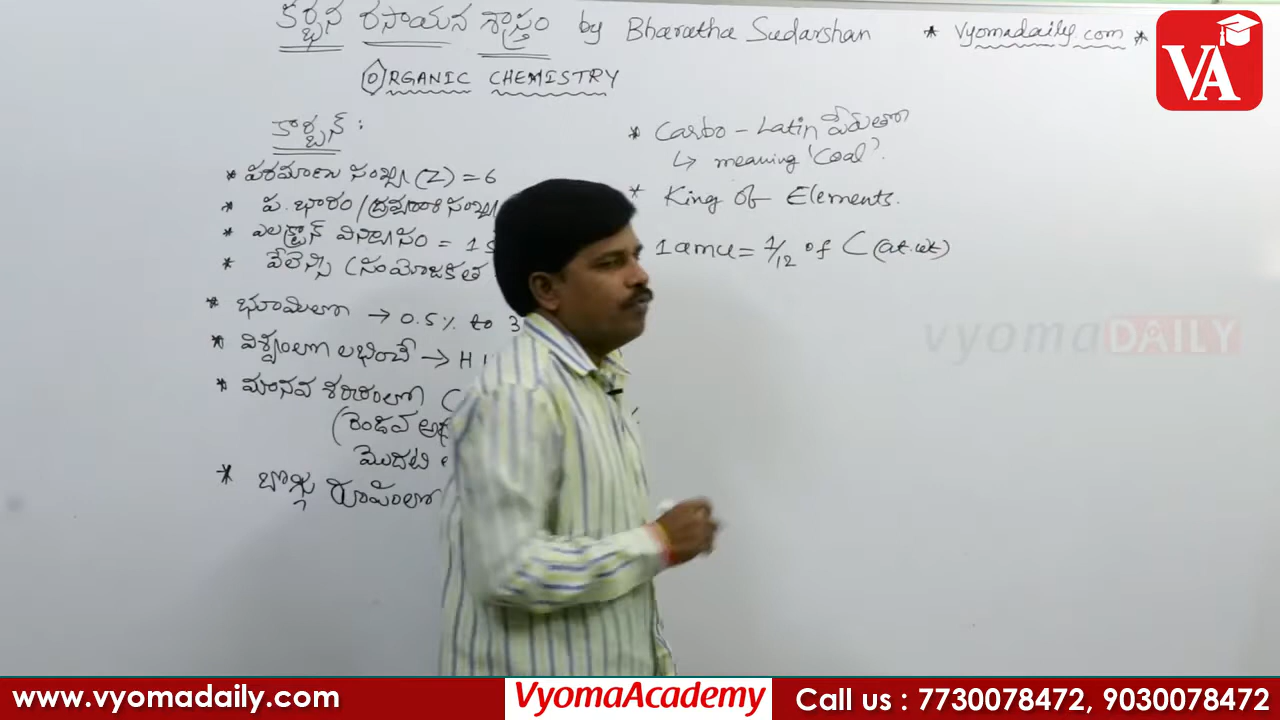 కర్బన రసాయన శాస్త్రం by Bharatha Sudarshan * vyomadaily.com *
ORGANIC CHEMISTRY
VA
కార్బన్ :
* పరమాణు సంఖ్య (Z) = 6
* ప. భారం/ద్రవ్యరాశి సంఖ్య
* ఎలక్ట్రాన్ విన్యాసం = 1s
* వేలెన్సి (సంయోజకత
* భూమిలో → 0.5% to 3
* విశ్వంలో లభించే → H
* మానవ శరీరంలో (
(రెండవ
మొదటి
* బొగ్గు రూపంలో
* Carbo - Latin పేరుతో
↳ meaning 'Coal'.
* King of Elements.
1 amu = 1/12 of C (at.wt)
vyomaDAILY
www.vyomadaily.com
VyomaAcademy
Call us : 7730078472, 9030078472